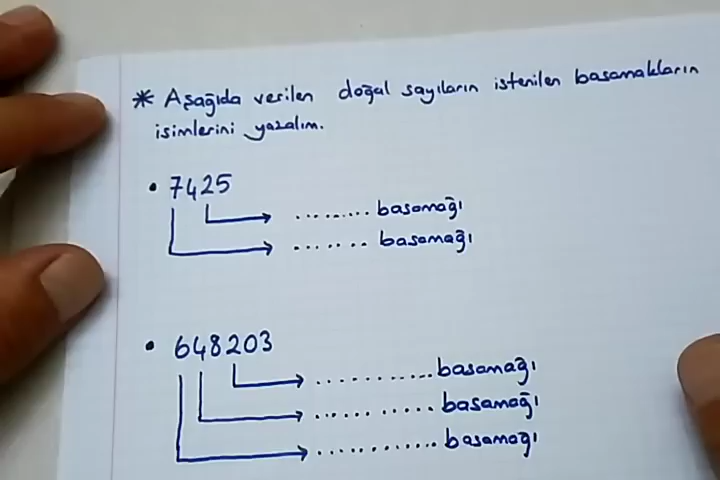 * Aşağıda verilen doğal sayıların istenilen basamakların
isimlerini yazalım.
• 7425
......... basamağı
....... basamağı
• 648203
............ basamağı
........... basamağı
............ basamağı